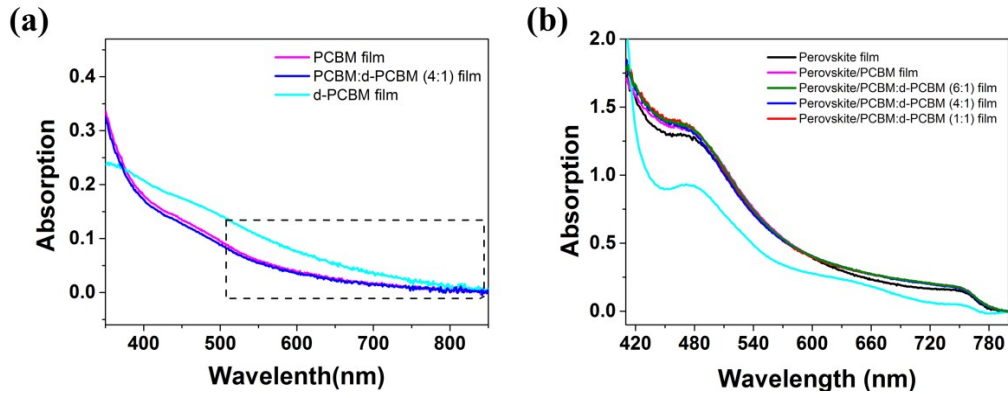 (a)
0.4
0.3
0.2
0.1
0.0
Absorption
PCBM film
PCBM:d-PCBM (4:1) film
d-PCBM film
400 500 600 700 800
Wavelenth(nm)
(b)
2.0
1.5
1.0
0.5
0.0
Absorption
Perovskite film
Perovskite/PCBM film
Perovskite/PCBM:d-PCBM (6:1) film
Perovskite/PCBM:d-PCBM (4:1) film
Perovskite/PCBM:d-PCBM (1:1) film
420 480 540 600 660 720 780
Wavelength (nm)